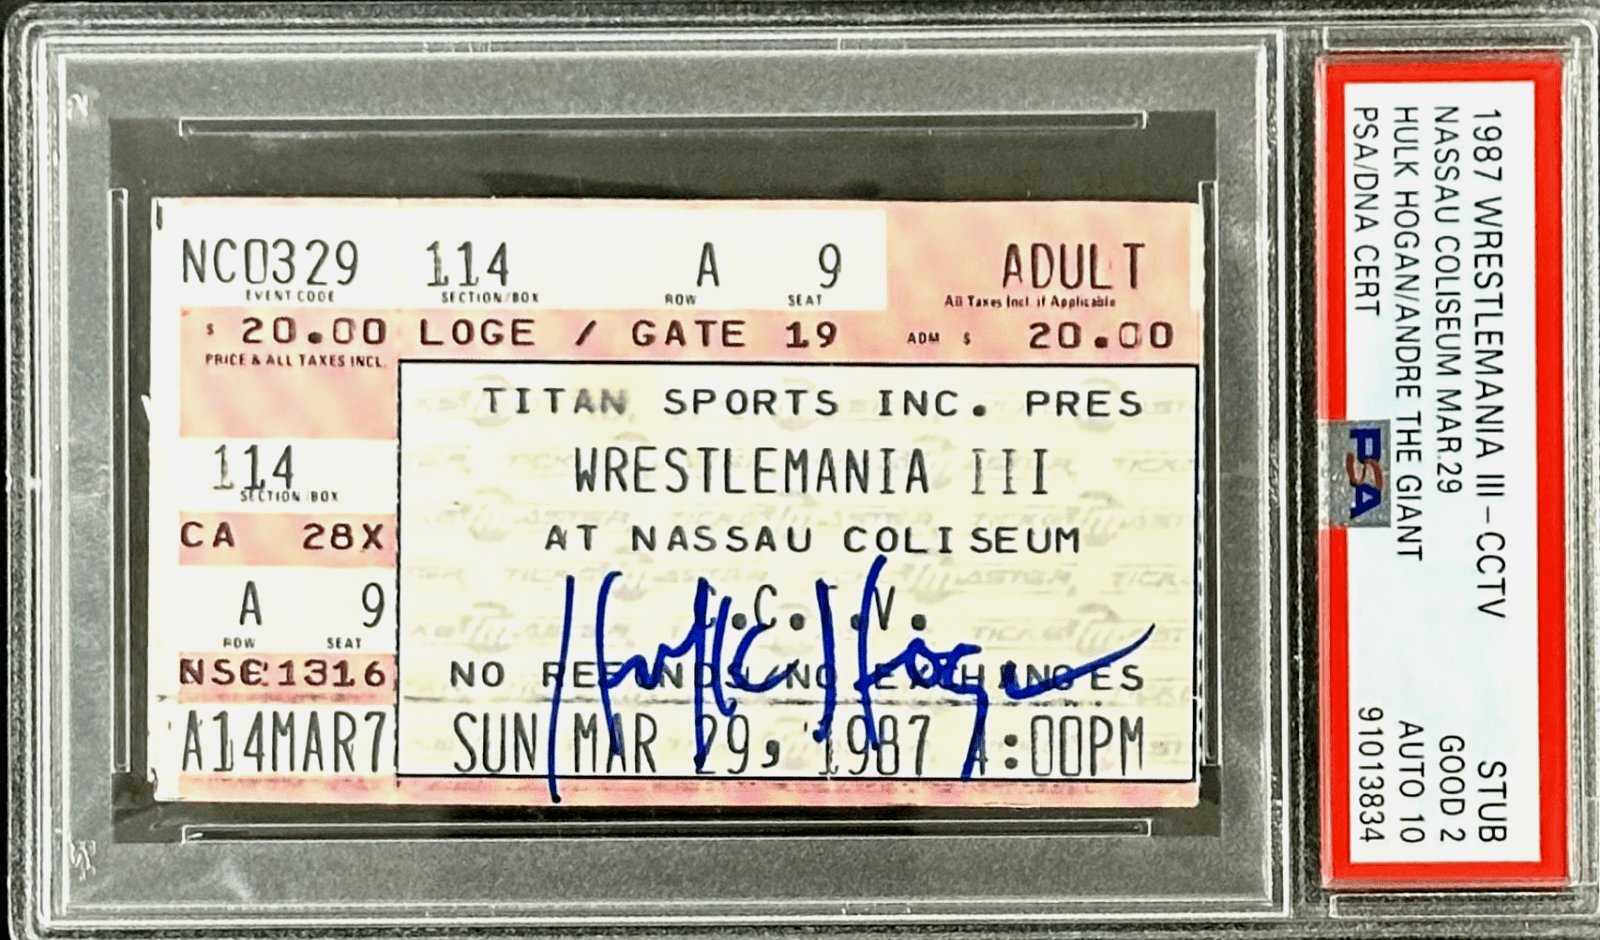 NC0329 114 A 9 ADULT
EVENT CODE SECTION/BOX ROW SEAT All Taxes Incl. if Applicable
$ 20.00 LOGE / GATE 19 ADM $ 20.00
PRICE & ALL TAXES INCL.
TITAN SPORTS INC. PRES
114 WRESTLEMANIA III
SECTION/BOX
CA 28X AT NASSAU COLISEUM
A 9 C.C.T.V.
ROW SEAT
Hulk Hogan
NSC1316 NO REFUNDS/NO EXCHANGES
A14MAR7 SUN MAR 29, 1987 4:00PM
1987 WRESTLEMANIA III-CCTV STUB
NASSAU COLISEUM MAR.29 GOOD 2
HULK HOGAN/ANDRE THE GIANT AUTO 10
PSA/DNA CERT 91013834
PSA